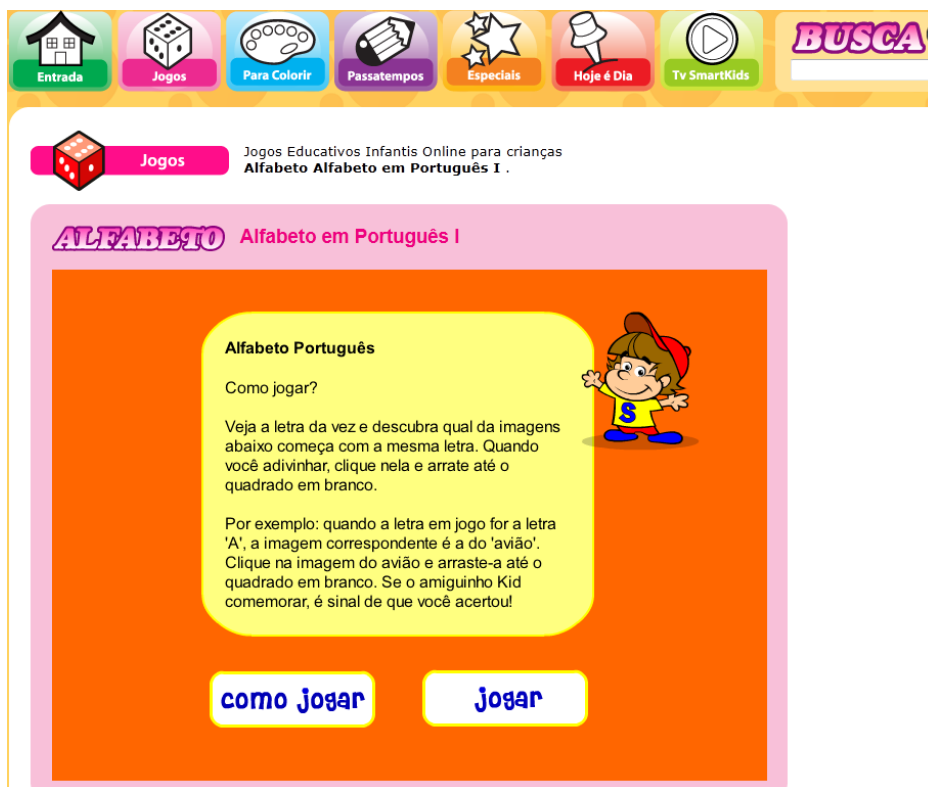 Entrada
Jogos
Para Colorir
Passatempos
Especiais
Hoje é Dia
Tv SmartKids
BUSCA
Jogos
Jogos Educativos Infantis Online para crianças
Alfabeto Alfabeto em Português I .
ALFABETO Alfabeto em Português I
Alfabeto Português
Como jogar?
Veja a letra da vez e descubra qual da imagens
abaixo começa com a mesma letra. Quando
você adivinhar, clique nela e arrate até o
quadrado em branco.
Por exemplo: quando a letra em jogo for a letra
'A', a imagem correspondente é a do 'avião'.
Clique na imagem do avião e arraste-a até o
quadrado em branco. Se o amiguinho Kid
comemorar, é sinal de que você acertou!
S
como jogar
jogar